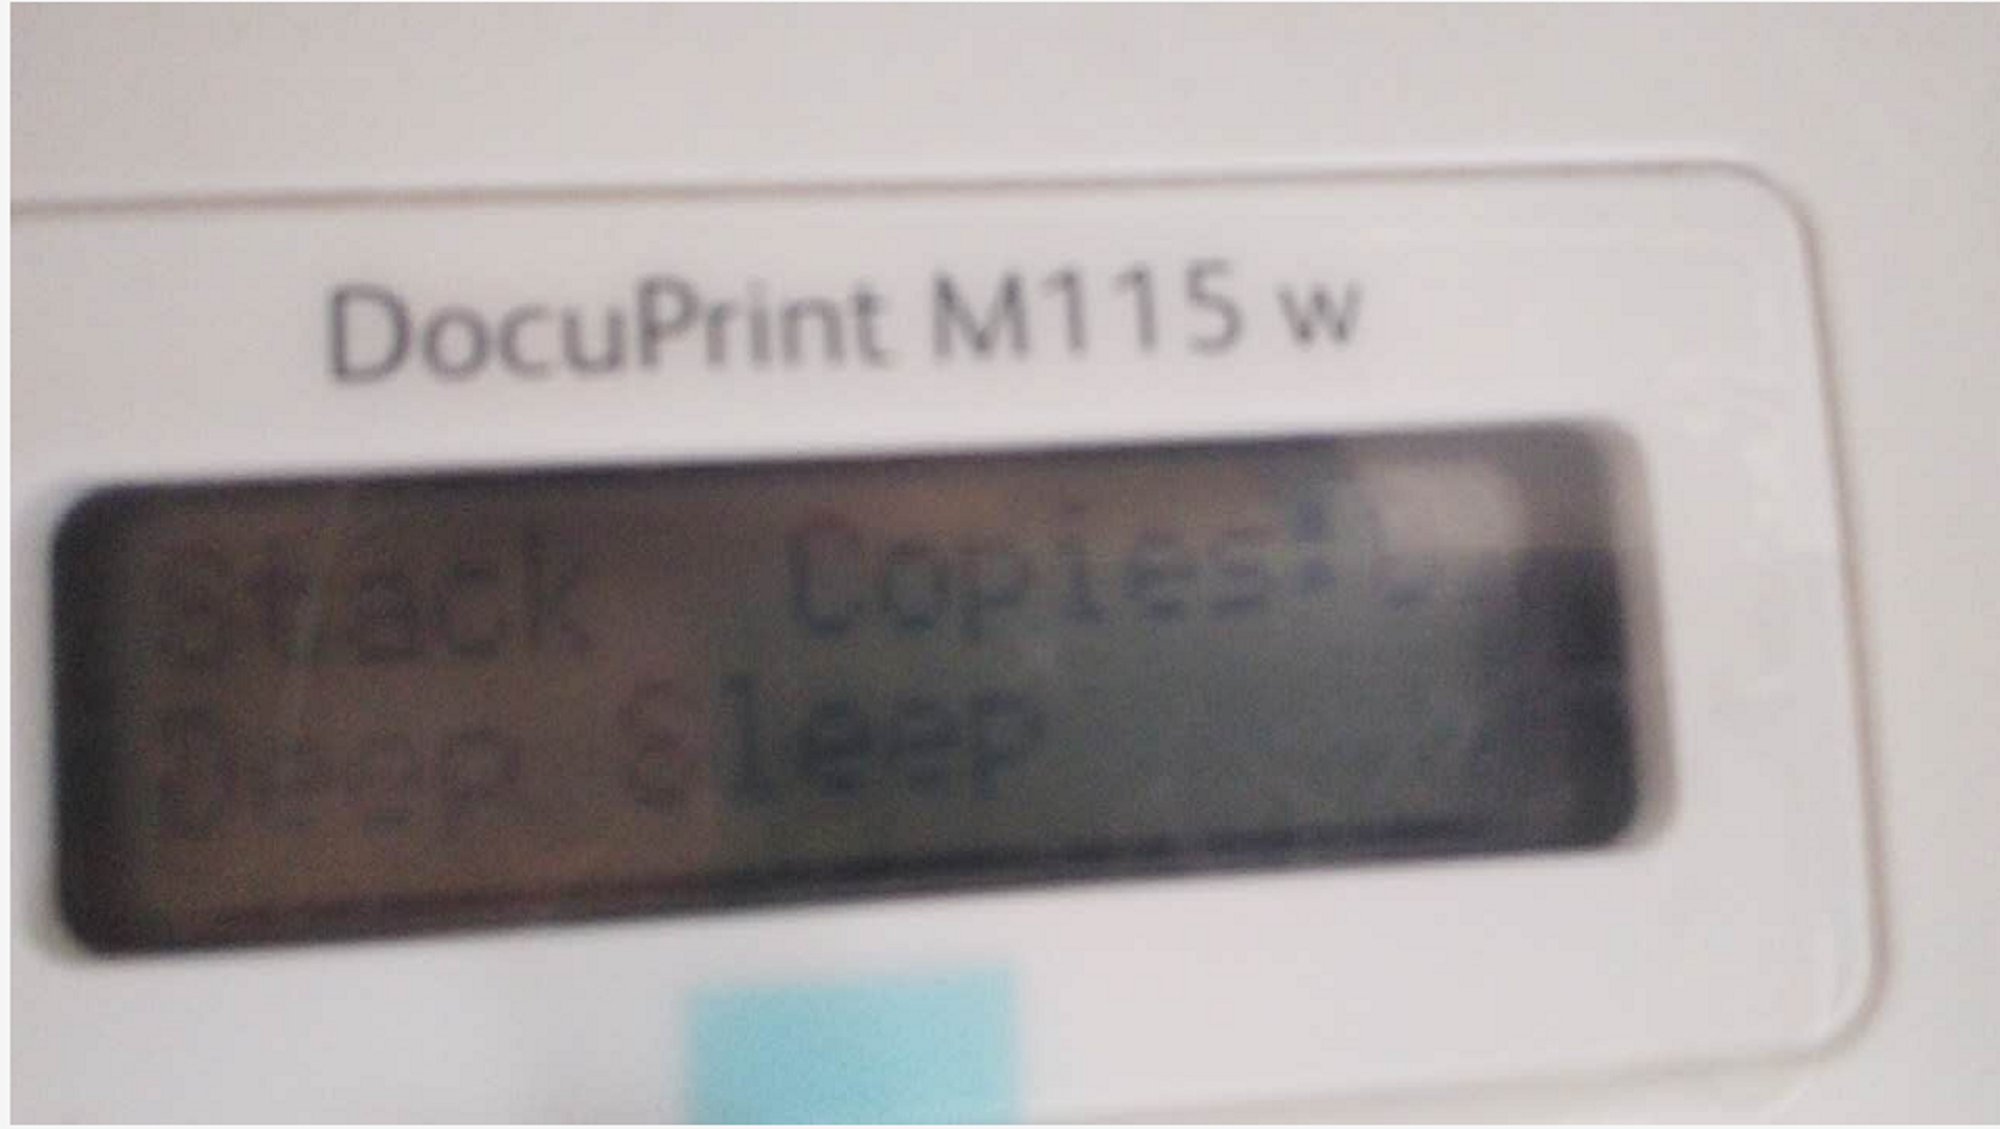 DocuPrint M115 w
Stack Copies:
Deep Sleep